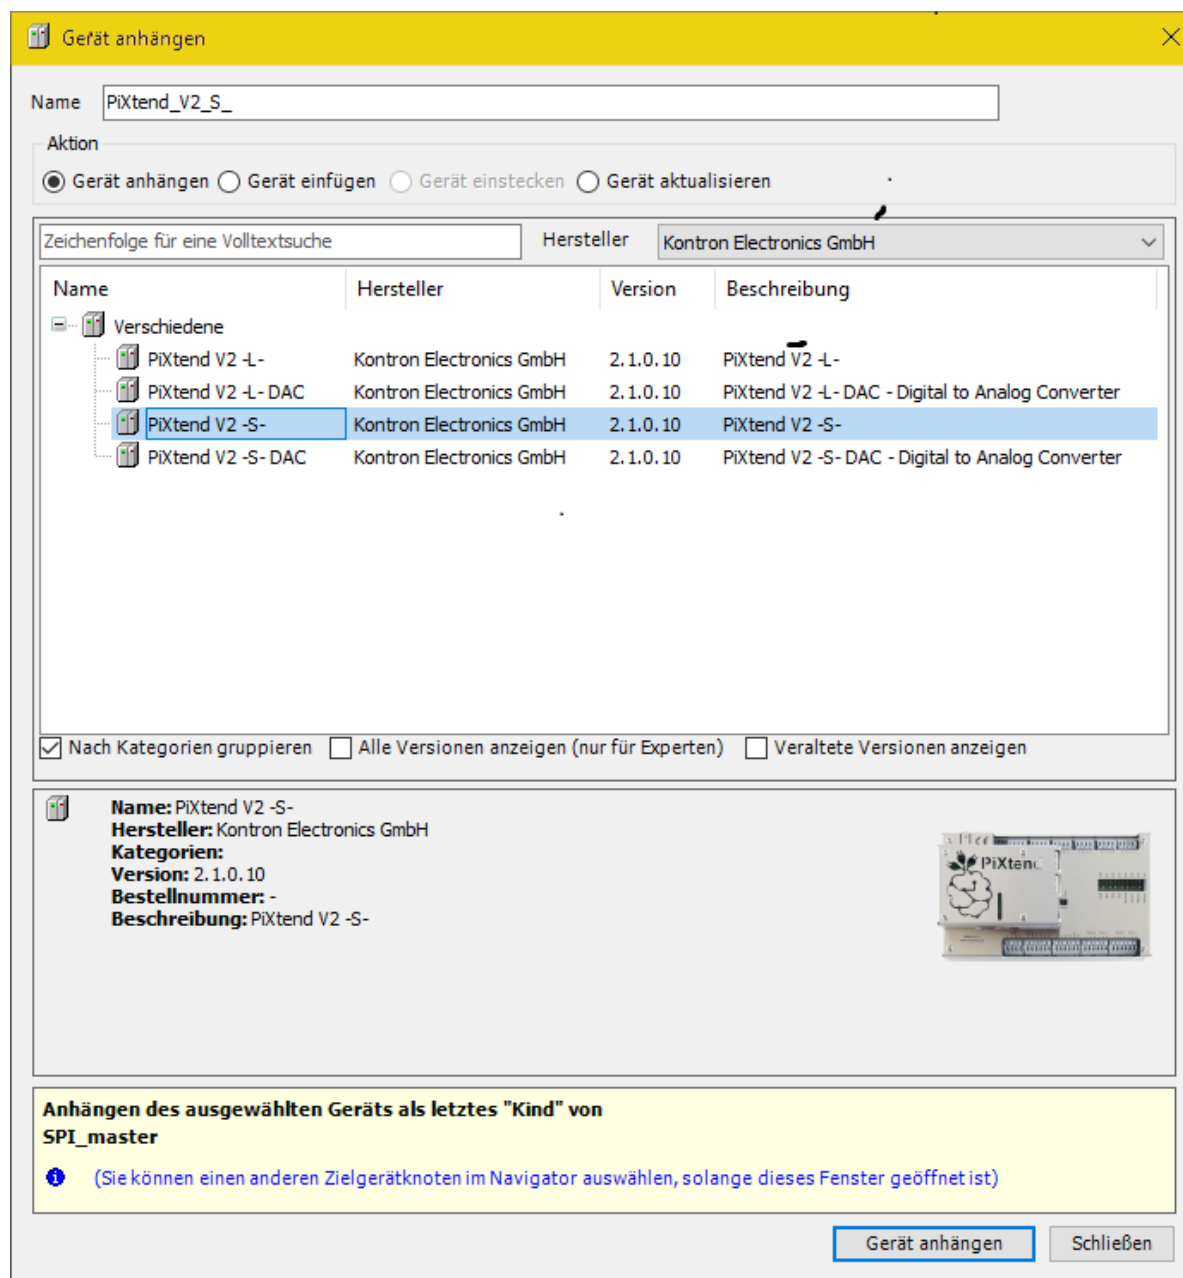 Gerät anhängen
Name PiXtend_V2_S_
Aktion
Gerät anhängen Gerät einfügen Gerät einstecken Gerät aktualisieren
Zeichenfolge für eine Volltextsuche Hersteller Kontron Electronics GmbH
Name Hersteller Version Beschreibung
Verschiedene
PiXtend V2 -L- Kontron Electronics GmbH 2.1.0.10 PiXtend V2 -L-
PiXtend V2 -L- DAC Kontron Electronics GmbH 2.1.0.10 PiXtend V2 -L- DAC - Digital to Analog Converter
PiXtend V2 -S- Kontron Electronics GmbH 2.1.0.10 PiXtend V2 -S-
PiXtend V2 -S- DAC Kontron Electronics GmbH 2.1.0.10 PiXtend V2 -S- DAC - Digital to Analog Converter
Nach Kategorien gruppieren Alle Versionen anzeigen (nur für Experten) Veraltete Versionen anzeigen
Name: PiXtend V2 -S-
Hersteller: Kontron Electronics GmbH
Kategorien:
Version: 2.1.0.10
Bestellnummer: -
Beschreibung: PiXtend V2 -S-
PiXtend
Anhängen des ausgewählten Geräts als letztes "Kind" von
SPI_master
(Sie können einen anderen Zielgerätknoten im Navigator auswählen, solange dieses Fenster geöffnet ist)
Gerät anhängen Schließen